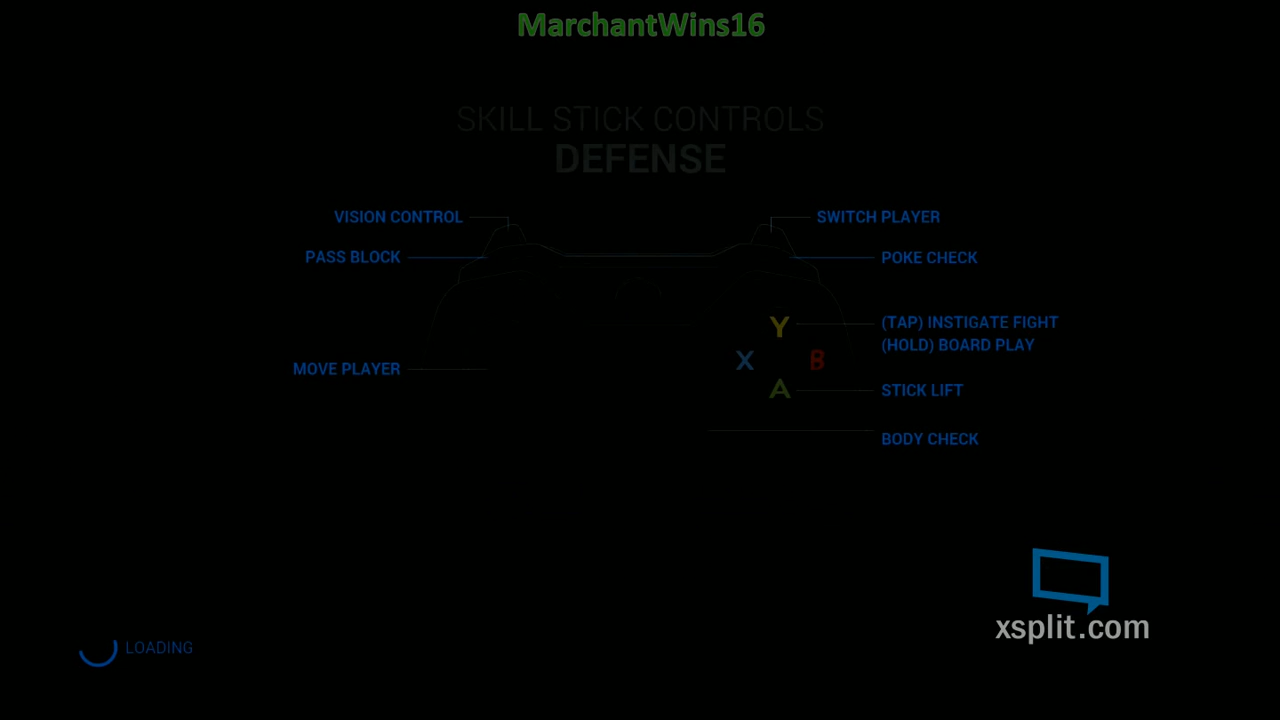 MarchantWins16
SKILL STICK CONTROLS
DEFENSE
VISION CONTROL
SWITCH PLAYER
PASS BLOCK
POKE CHECK
Y
(TAP) INSTIGATE FIGHT
(HOLD) BOARD PLAY
X
B
MOVE PLAYER
A
STICK LIFT
BODY CHECK
xsplit.com
LOADING